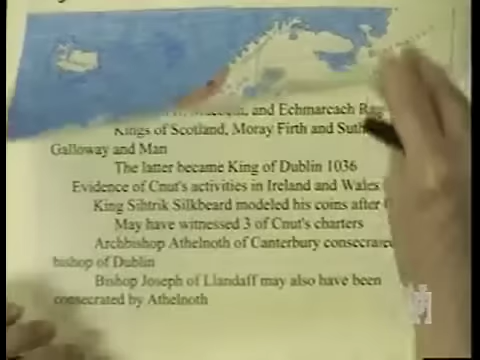 and Echmarcach
Kings of Scotland, Moray Firth and
Galloway and Man
The latter became King of Dublin 1036
Evidence of Cnut's activities in Ireland and Wales
King Sihtrik Silkbeard modeled his coins after
May have witnessed 3 of Cnut's charters
Archbishop Athelnoth of Canterbury consecrated
bishop of Dublin
Bishop Joseph of Llandaff may also have been
consecrated by Athelnoth